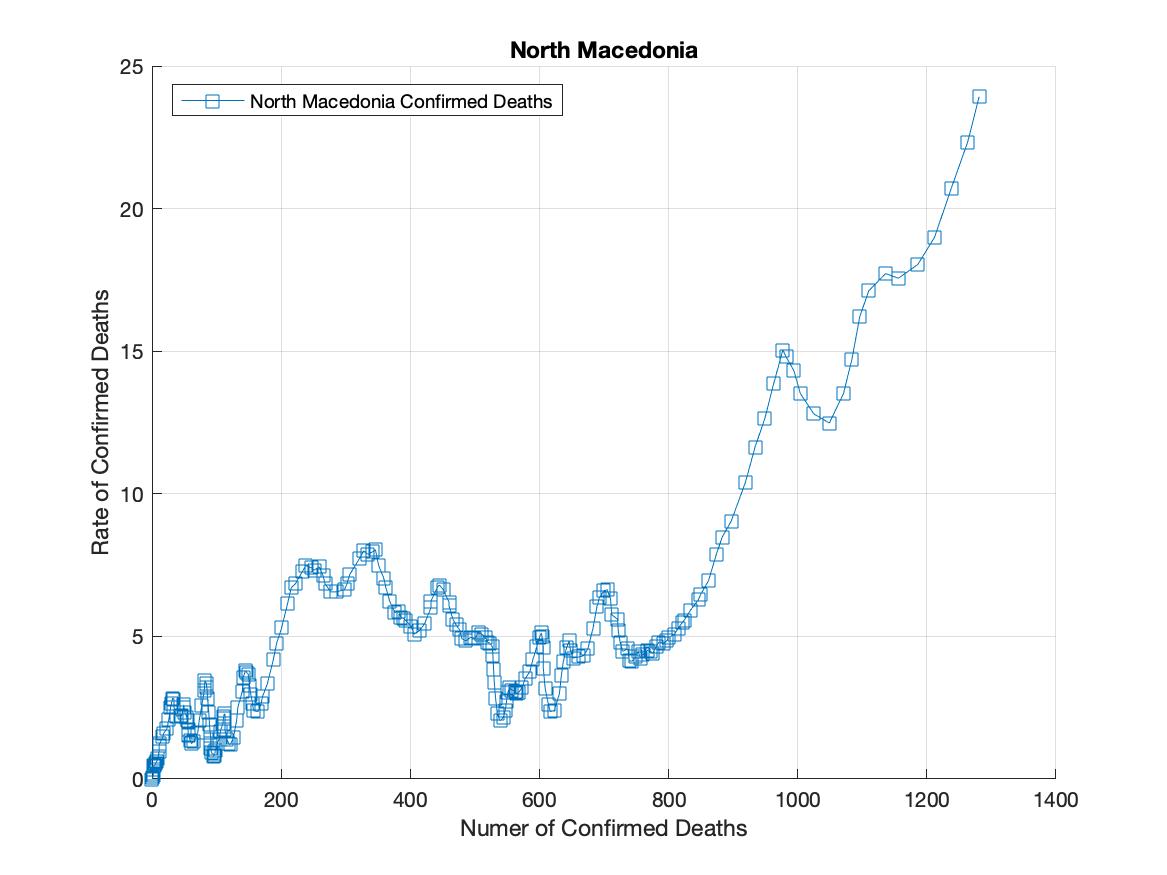 North Macedonia
North Macedonia Confirmed Deaths
Rate of Confirmed Deaths
25
20
15
10
5
0
0 200 400 600 800 1000 1200 1400
Numer of Confirmed Deaths